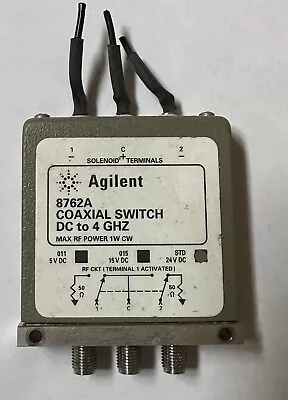 1 C 2
+
SOLENOID TERMINALS
Agilent
8762A
COAXIAL SWITCH
DC to 4 GHZ
MAX RF POWER 1W CW
011 015 STD
5V DC 15V DC 24V DC
RF CKT (TERMINAL 1 ACTIVATED)
50 Ω 50 Ω
1 C 2